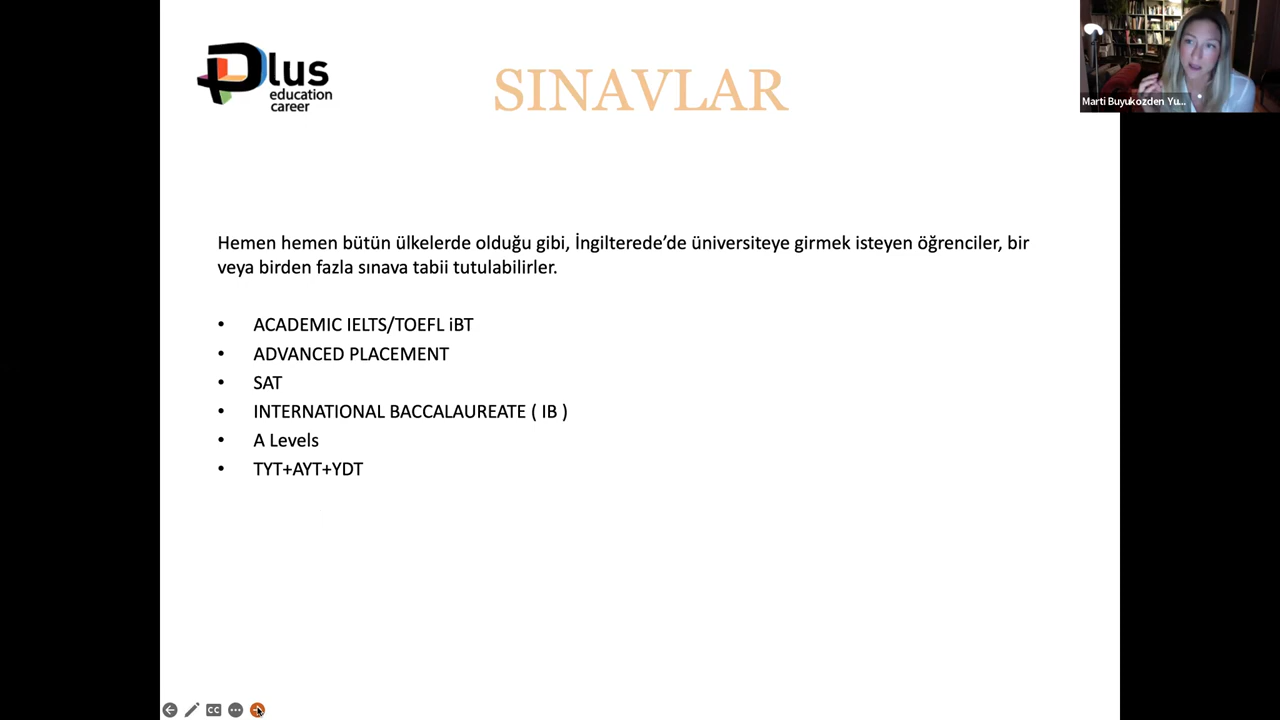 Plus
education
career
SINAVLAR
Marti Buyukozden Yu...
Hemen hemen bütün ülkelerde olduğu gibi, İngilterede’de üniversiteye girmek isteyen öğrenciler, bir
veya birden fazla sınava tabii tutulabilirler.
• ACADEMIC IELTS/TOEFL iBT
• ADVANCED PLACEMENT
• SAT
• INTERNATIONAL BACCALAUREATE ( IB )
• A Levels
• TYT+AYT+YDT
CC